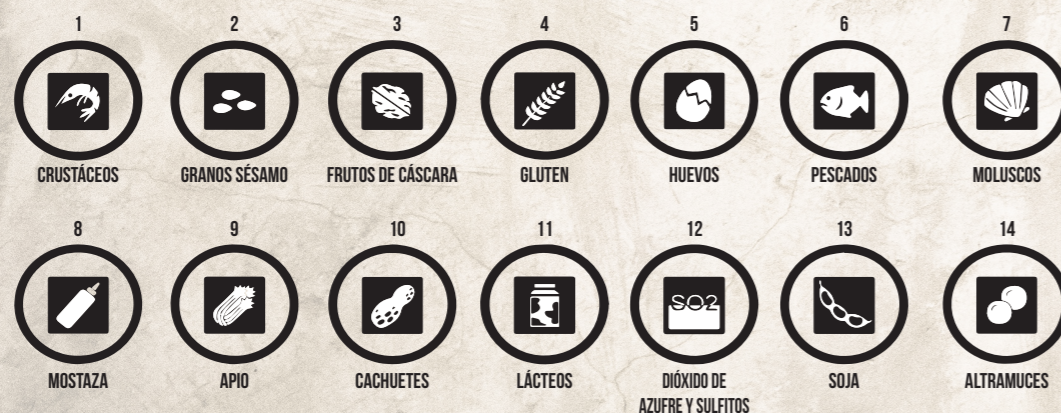 1 2 3 4 5 6 7
CRUSTÁCEOS GRANOS SÉSAMO FRUTOS DE CÁSCARA GLUTEN HUEVOS PESCADOS MOLUSCOS
8 9 10 11 12 13 14
SO2
MOSTAZA APIO CACHUETES LÁCTEOS DIÓXIDO DE SOJA ALTRAMUCES
AZUFRE Y SULFITOS